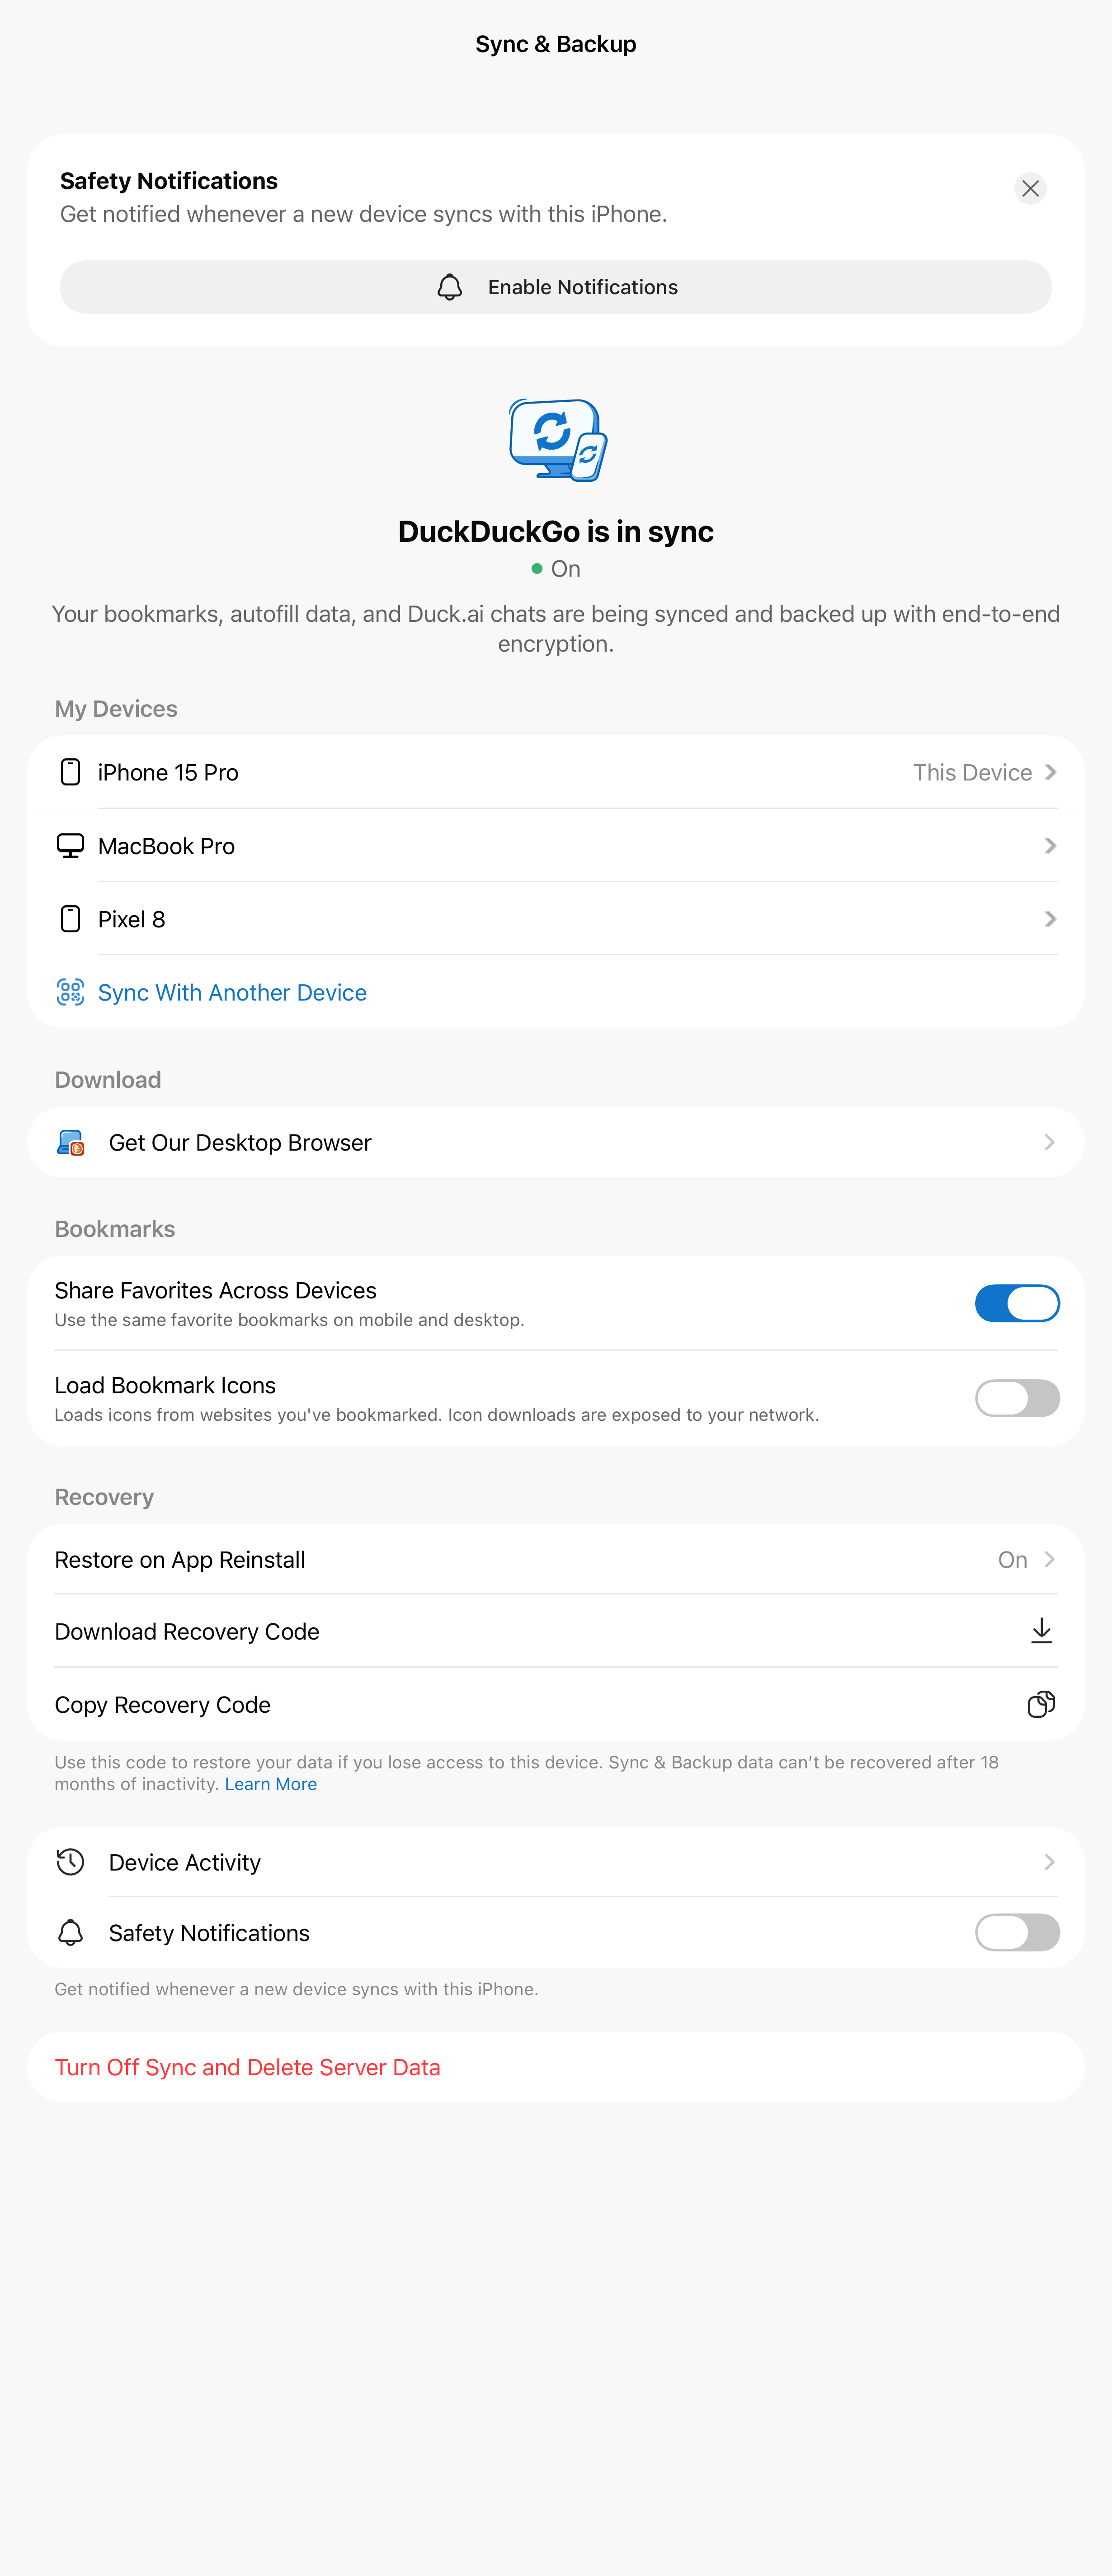 Sync & Backup
Safety Notifications
Get notified whenever a new device syncs with this iPhone.
Enable Notifications
DuckDuckGo is in sync
On
Your bookmarks, autofill data, and Duck.ai chats are being synced and backed up with end-to-end
encryption.
My Devices
iPhone 15 Pro This Device
MacBook Pro
Pixel 8
Sync With Another Device
Download
Get Our Desktop Browser
Bookmarks
Share Favorites Across Devices
Use the same favorite bookmarks on mobile and desktop.
Load Bookmark Icons
Loads icons from websites you've bookmarked. Icon downloads are exposed to your network.
Recovery
Restore on App Reinstall On
Download Recovery Code
Copy Recovery Code
Use this code to restore your data if you lose access to this device. Sync & Backup data can’t be recovered after 18
months of inactivity. Learn More
Device Activity
Safety Notifications
Get notified whenever a new device syncs with this iPhone.
Turn Off Sync and Delete Server Data